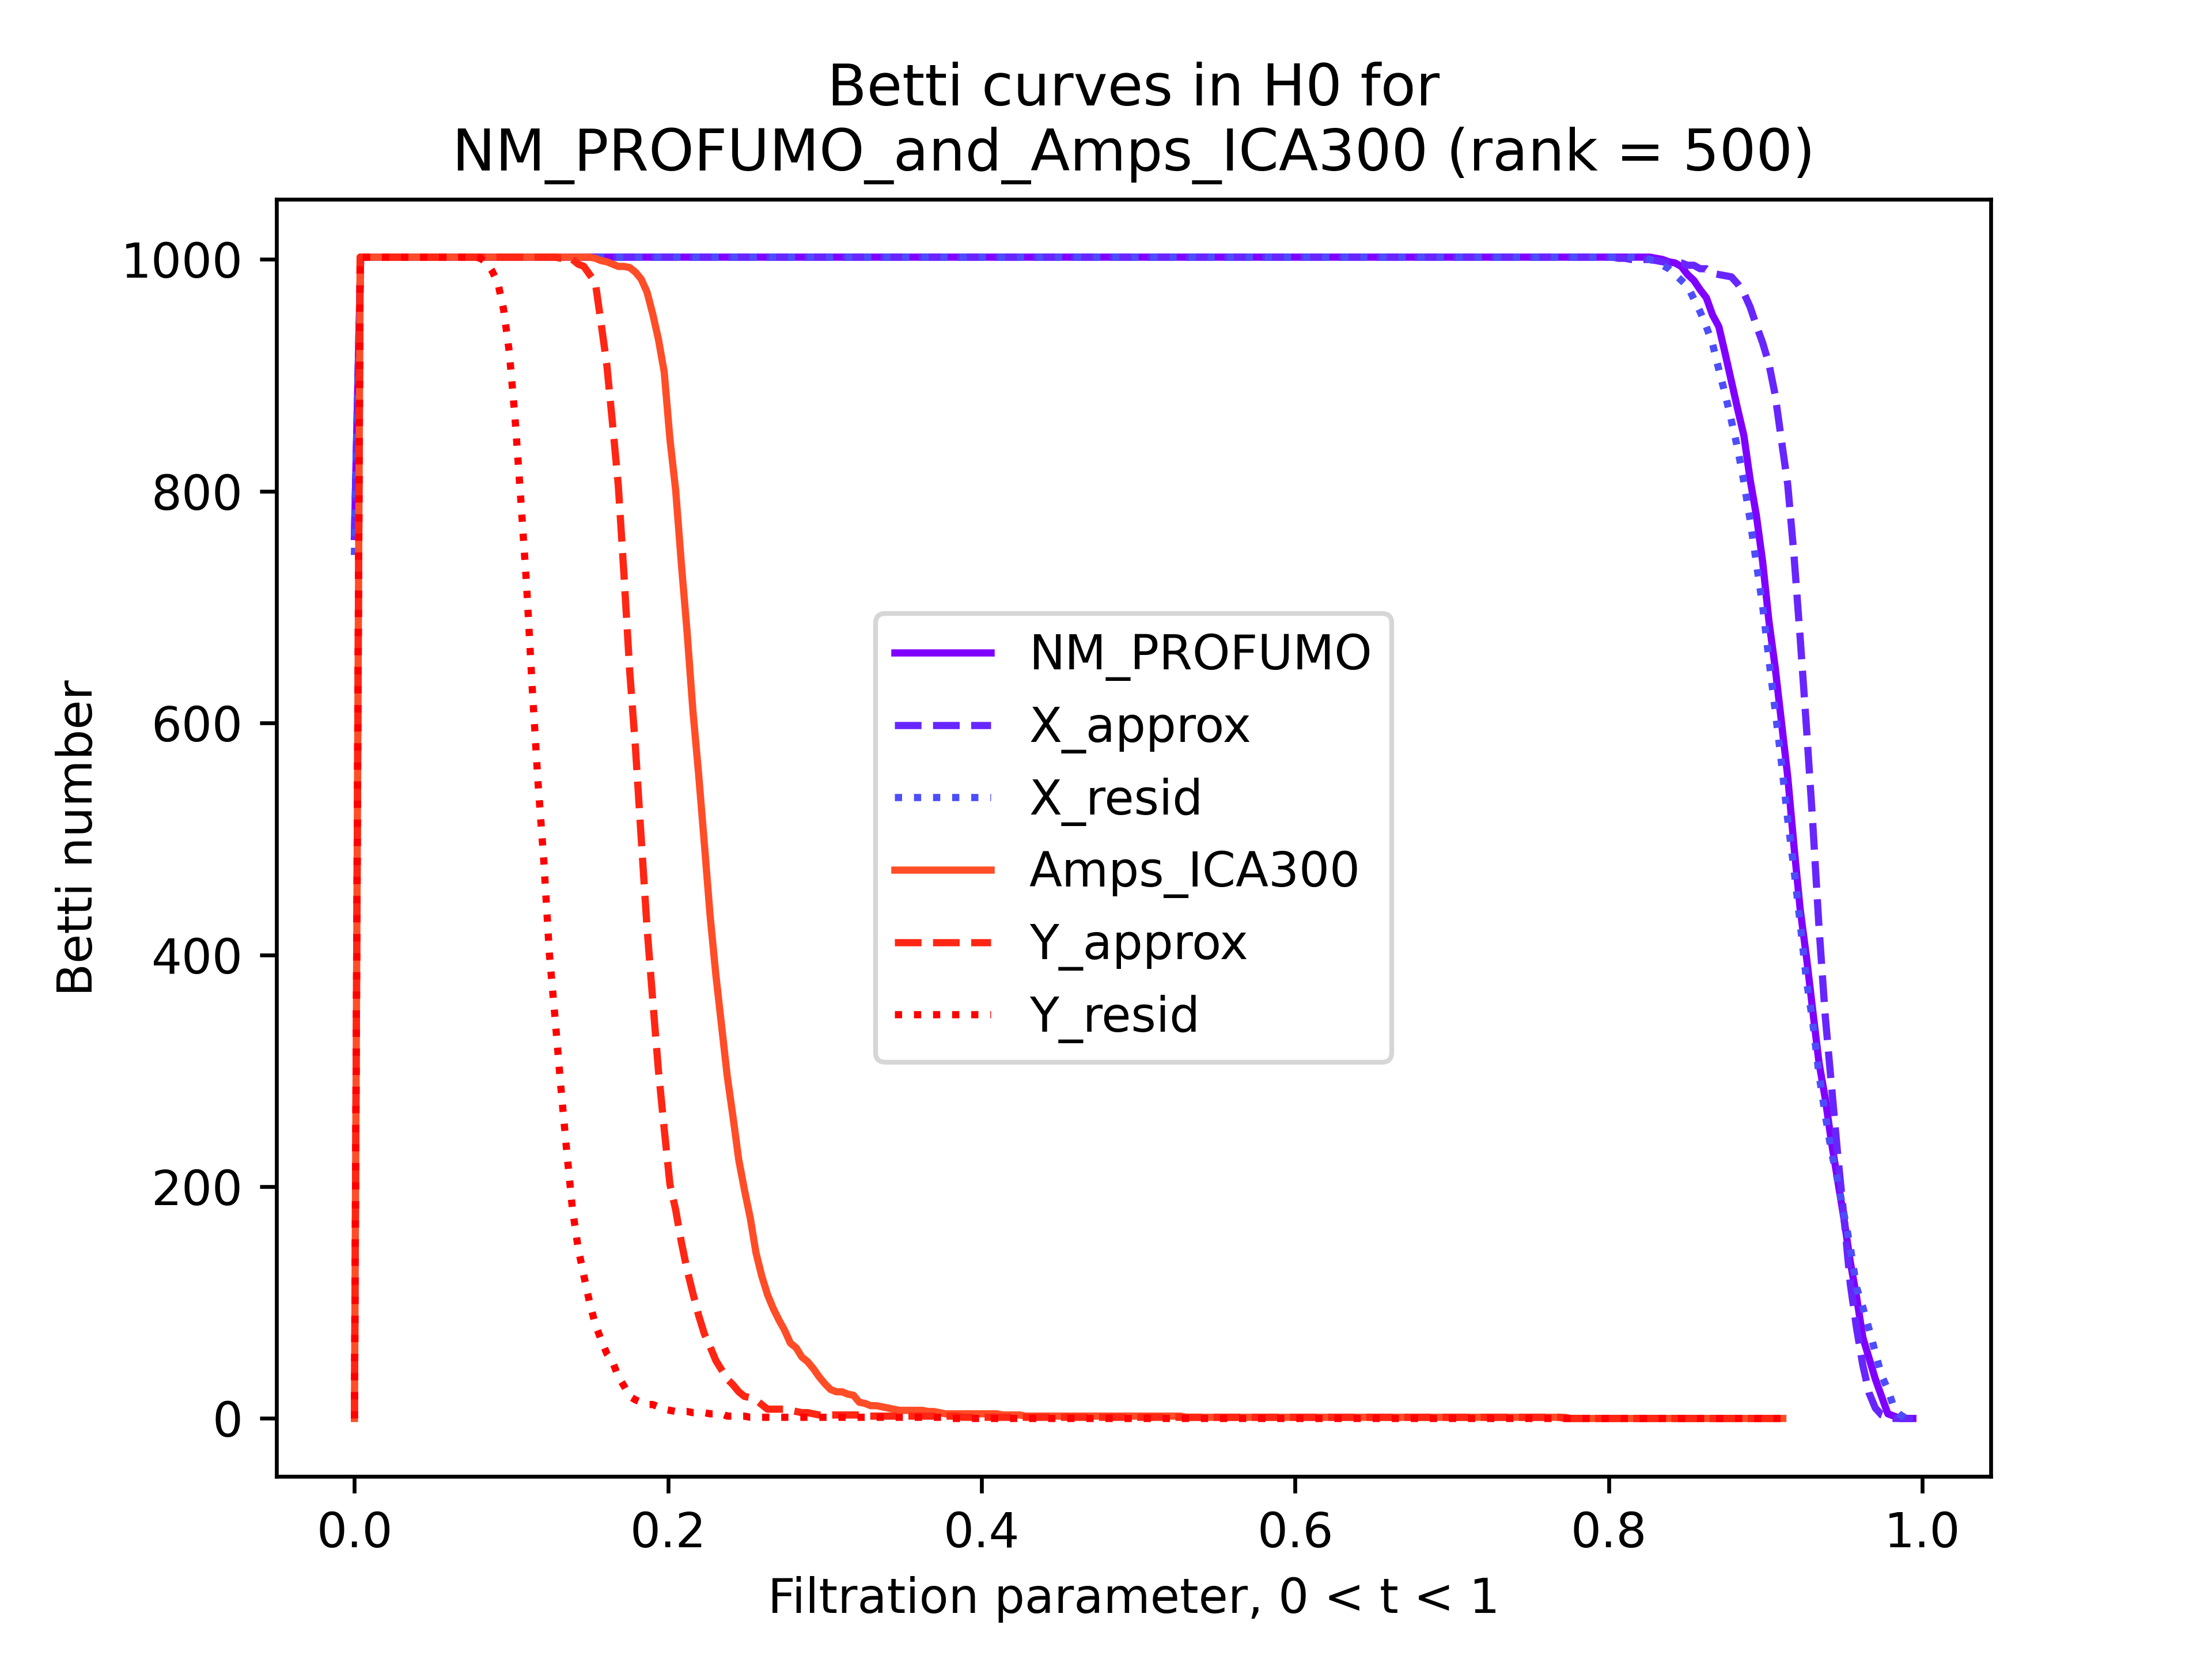 Betti curves in H0 for
NM_PROFUMO_and_Amps_ICA300 (rank = 500)
Betti number
1000
800
600
400
200
0
NM_PROFUMO
X_approx
X_resid
Amps_ICA300
Y_approx
Y_resid
0.0 0.2 0.4 0.6 0.8 1.0
Filtration parameter, 0 < t < 1